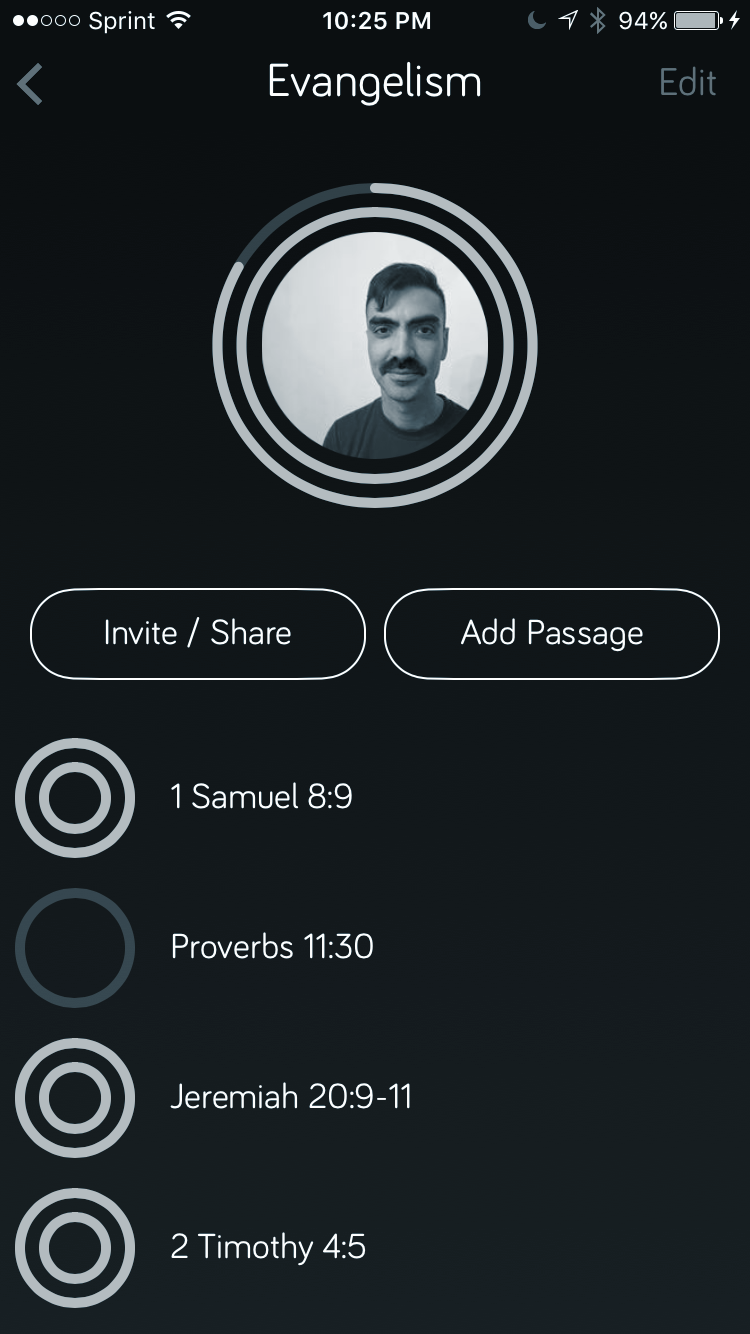 Sprint 10:25 PM 94%
Evangelism Edit
Invite / Share Add Passage
1 Samuel 8:9
Proverbs 11:30
Jeremiah 20:9-11
2 Timothy 4:5